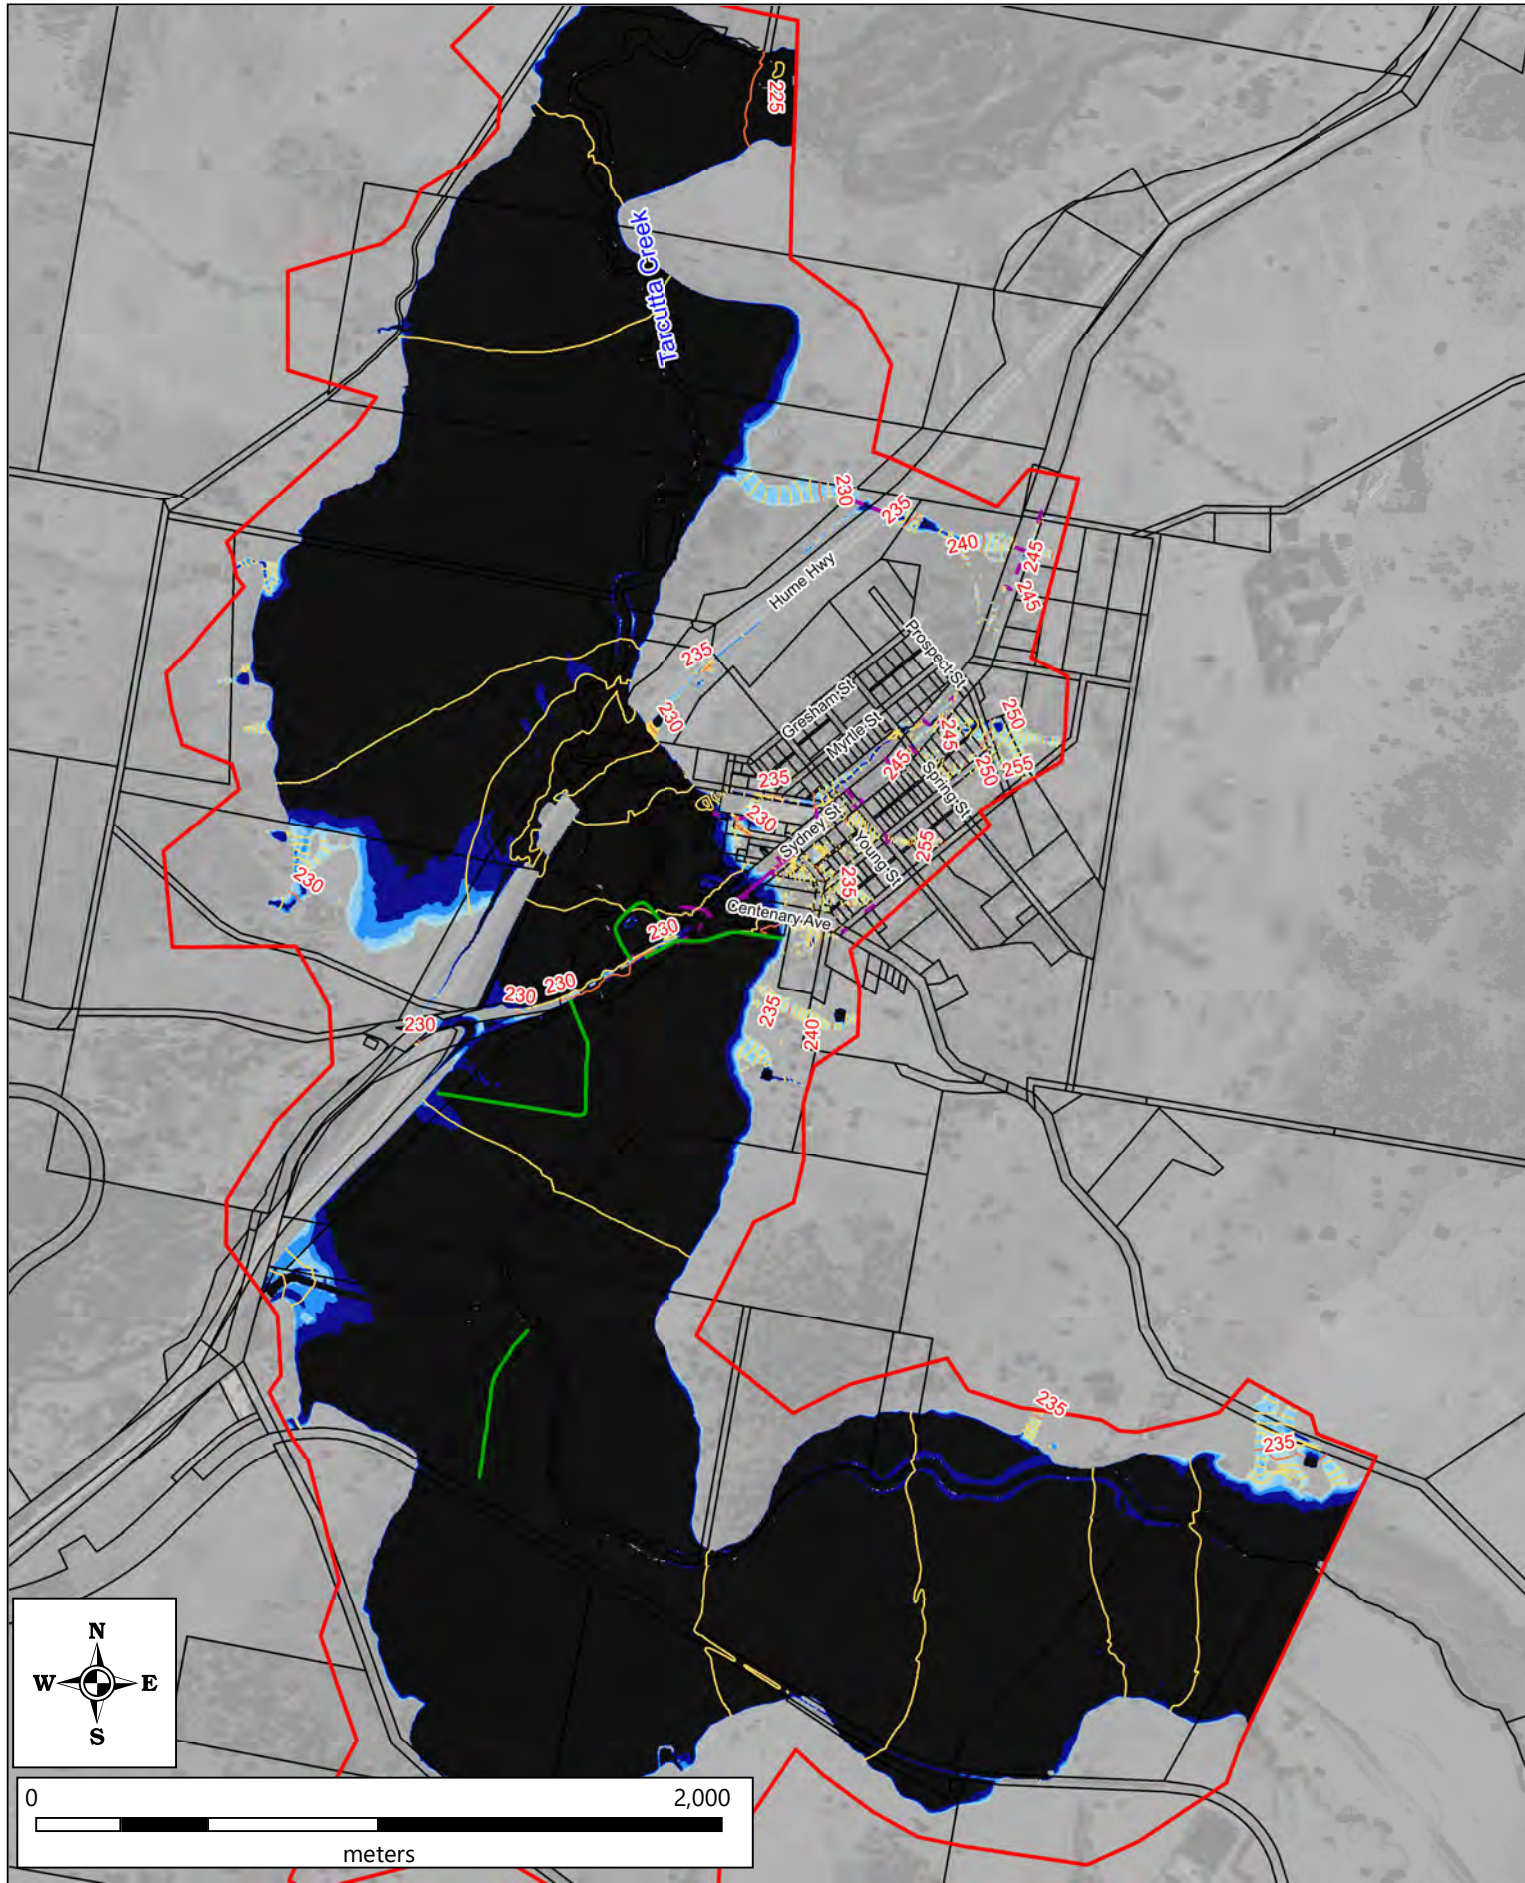 225
Tarcutta Creek
230
235
240
245
245
Hume Hwy
Prospect St
235
Gresham St
230
Myrtle St
250
245
245
250
255
Spring St
235
230
Sydney St
Young St
255
235
230
Centenary Ave
230
230
230
230
235
240
235
235
N
W E
S
0 2,000
meters